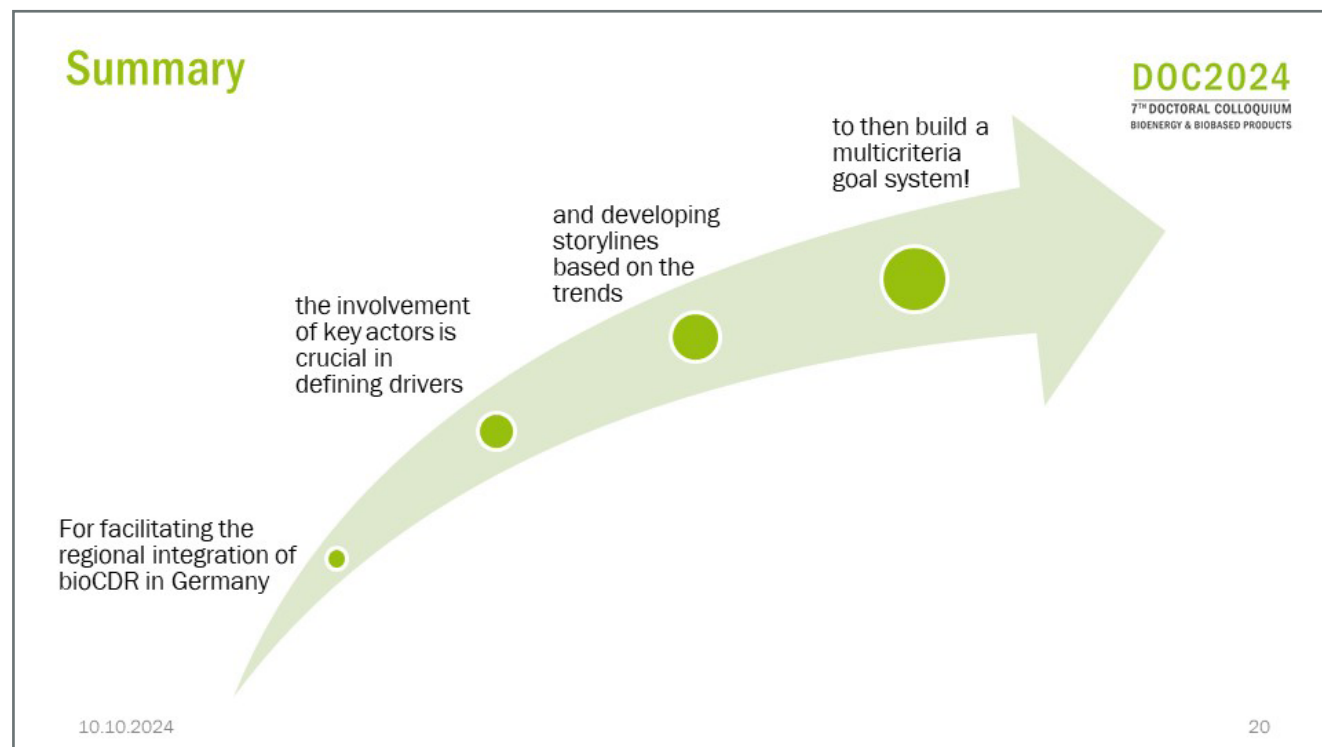 Summary
DOC2024
7TH DOCTORAL COLLOQUIUM
BIOENERGY & BIOBASED PRODUCTS
For facilitating the
regional integration of
bioCDR in Germany
the involvement
of key actors is
crucial in
defining drivers
and developing
storylines
based on the
trends
to then build a
multicriteria
goal system!
10.10.2024
20